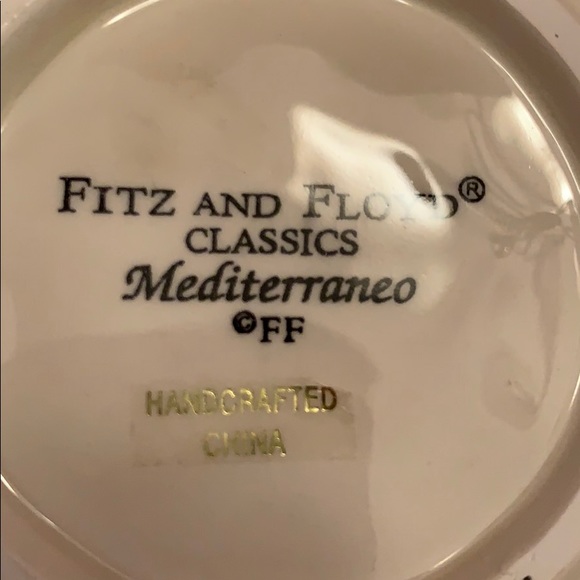 FITZ AND FLOYD®
CLASSICS
Mediterraneo
©FF
HANDCRAFTED
CHINA